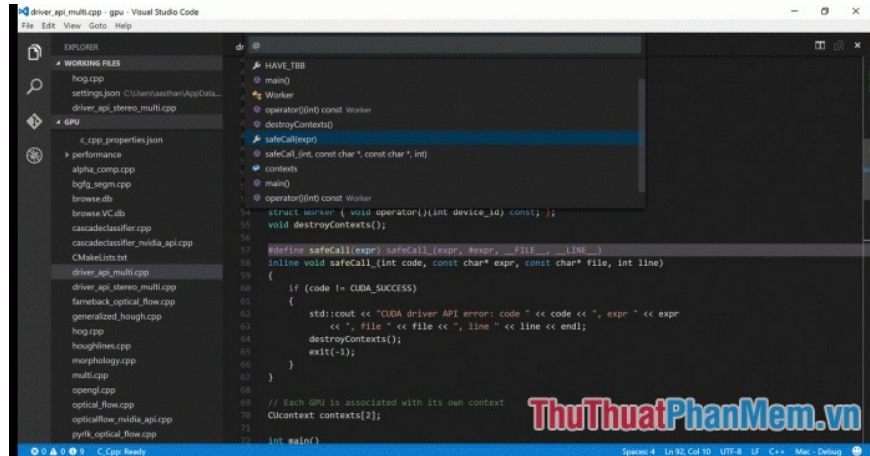 driver_api_multi.cpp - gpu - Visual Studio Code
File Edit View Goto Help
EXPLORER
WORKING FILES
hog.cpp
settings.json C:\Users\aasthan\AppData...
driver_api_stereo_multi.cpp
GPU
c_cpp_properties.json
performance
alpha_comp.cpp
bgfg_segm.cpp
browse.db
browse.VC.db
cascadeclassifier.cpp
cascadeclassifier_nvidia_api.cpp
CMakeLists.txt
driver_api_multi.cpp
driver_api_stereo_multi.cpp
farneback_optical_flow.cpp
generalized_hough.cpp
hog.cpp
houghlines.cpp
morphology.cpp
multi.cpp
opengl.cpp
optical_flow.cpp
opticalflow_nvidia_api.cpp
pyrlk_optical_flow.cpp
dr
@
HAVE_TBB
main()
Worker
operator()(int) const Worker
destroyContexts()
safeCall(expr)
safeCall_(int, const char *, const char *, int)
contexts
main()
operator()(int) const Worker
54 struct Worker { void operator()(int device_id) const; };
55 void destroyContexts();
56
57 #define safeCall(expr) safeCall_(expr, #expr, __FILE__, __LINE__)
58 inline void safeCall_(int code, const char* expr, const char* file, int line)
59 {
60 if (code != CUDA_SUCCESS)
61 {
62 std::cout << "CUDA driver API error: code " << code << ", expr " << expr
63 << ", file " << file << ", line " << line << endl;
64 destroyContexts();
65 exit(-1);
66 }
67 }
68
69 // Each GPU is associated with its own context
70 CUcontext contexts[2];
71
72 int main()
ThuThuatPhanMem.vn
0 0 9 C_Cpp: Ready
Spaces: 4 Ln 92, Col 10 UTF-8 LF C++ Mac - Debug